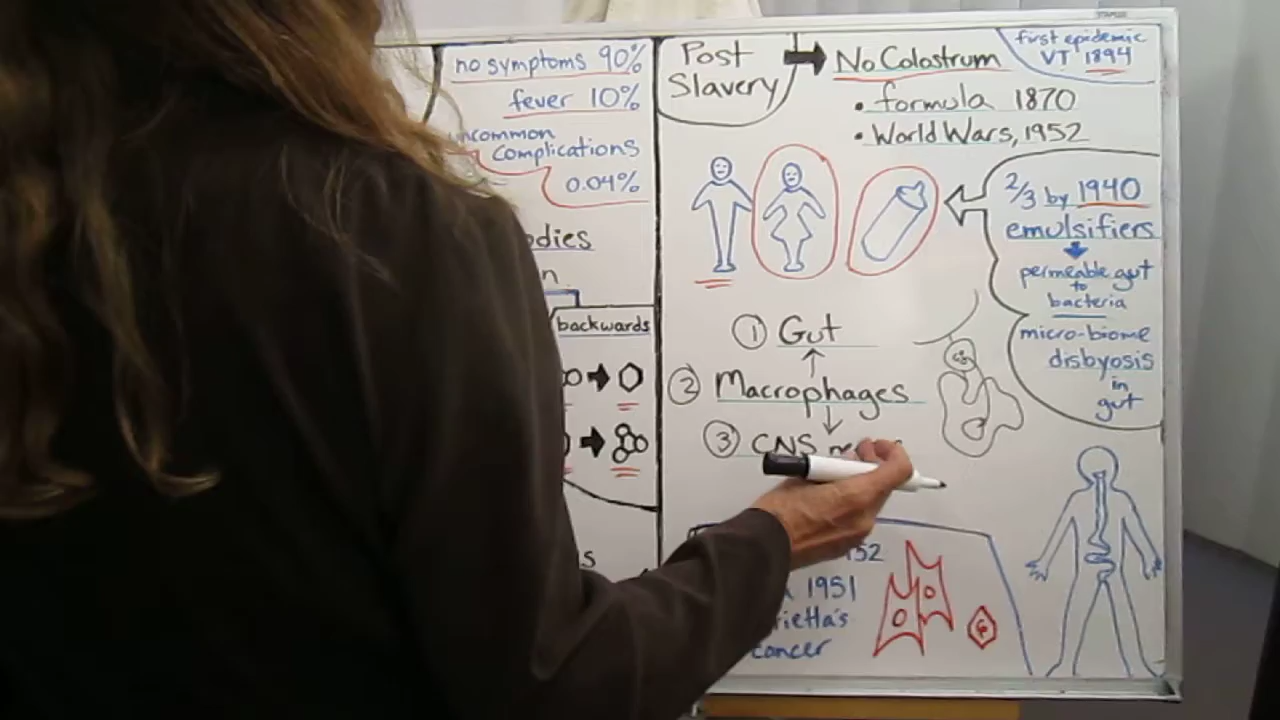 no symptoms 90%
fever 10%
uncommon
complications
0.04%
backwards
Post
Slavery
No Colostrum
• formula 1870
• World Wars, 1952
first epidemic
VT 1894
2/3 by 1940
emulsifiers
permeable gut
to
bacteria
micro-biome
disbyosis
in
gut
① Gut
② Macrophages
③ CNS
1951
cancer